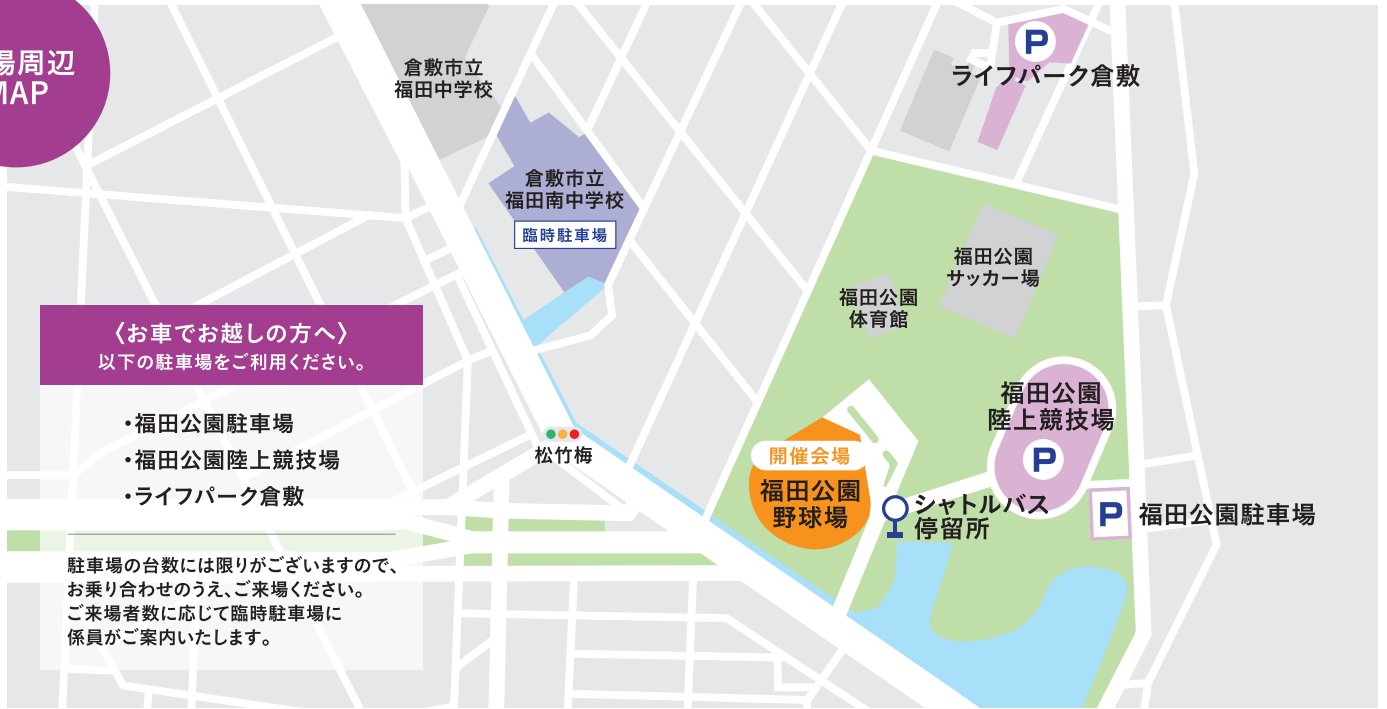 場周辺
MAP
倉敷市立
福田中学校
倉敷市立
福田南中学校
臨時駐車場
P
ライフパーク倉敷
福田公園
サッカー場
福田公園
体育館
〈お車でお越しの方へ〉
以下の駐車場をご利用ください。
・福田公園駐車場
・福田公園陸上競技場
・ライフパーク倉敷
駐車場の台数には限りがございますので、
お乗り合わせのうえ、ご来場ください。
ご来場者数に応じて臨時駐車場に
係員がご案内いたします。
松竹梅
開催会場
福田公園
野球場
シャトルバス
停留所
福田公園
陸上競技場
P
P 福田公園駐車場